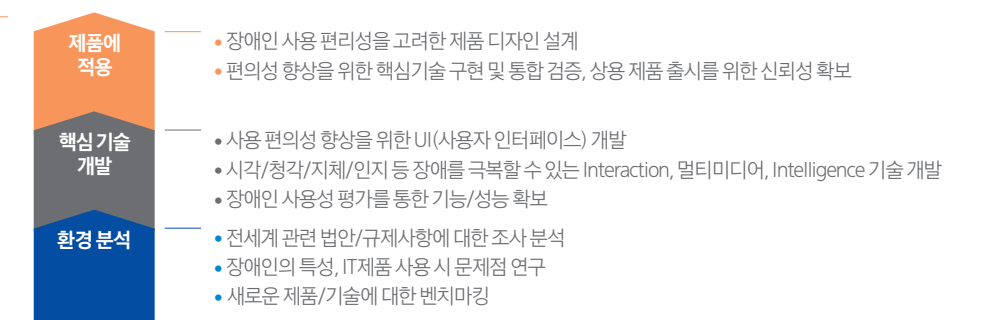 제품에
적용
• 장애인 사용 편리성을 고려한 제품 디자인 설계
• 편의성 향상을 위한 핵심기술 구현 및 통합 검증, 상용 제품 출시를 위한 신뢰성 확보
핵심 기술
개발
• 사용 편의성 향상을 위한 UI(사용자 인터페이스) 개발
• 시각/청각/지체/인지 등 장애를 극복할 수 있는 Interaction, 멀티미디어, Intelligence 기술 개발
• 장애인 사용성 평가를 통한 기능/성능 확보
환경 분석
• 전세계 관련 법안/규제사항에 대한 조사 분석
• 장애인의 특성, IT제품 사용 시 문제점 연구
• 새로운 제품/기술에 대한 벤치마킹